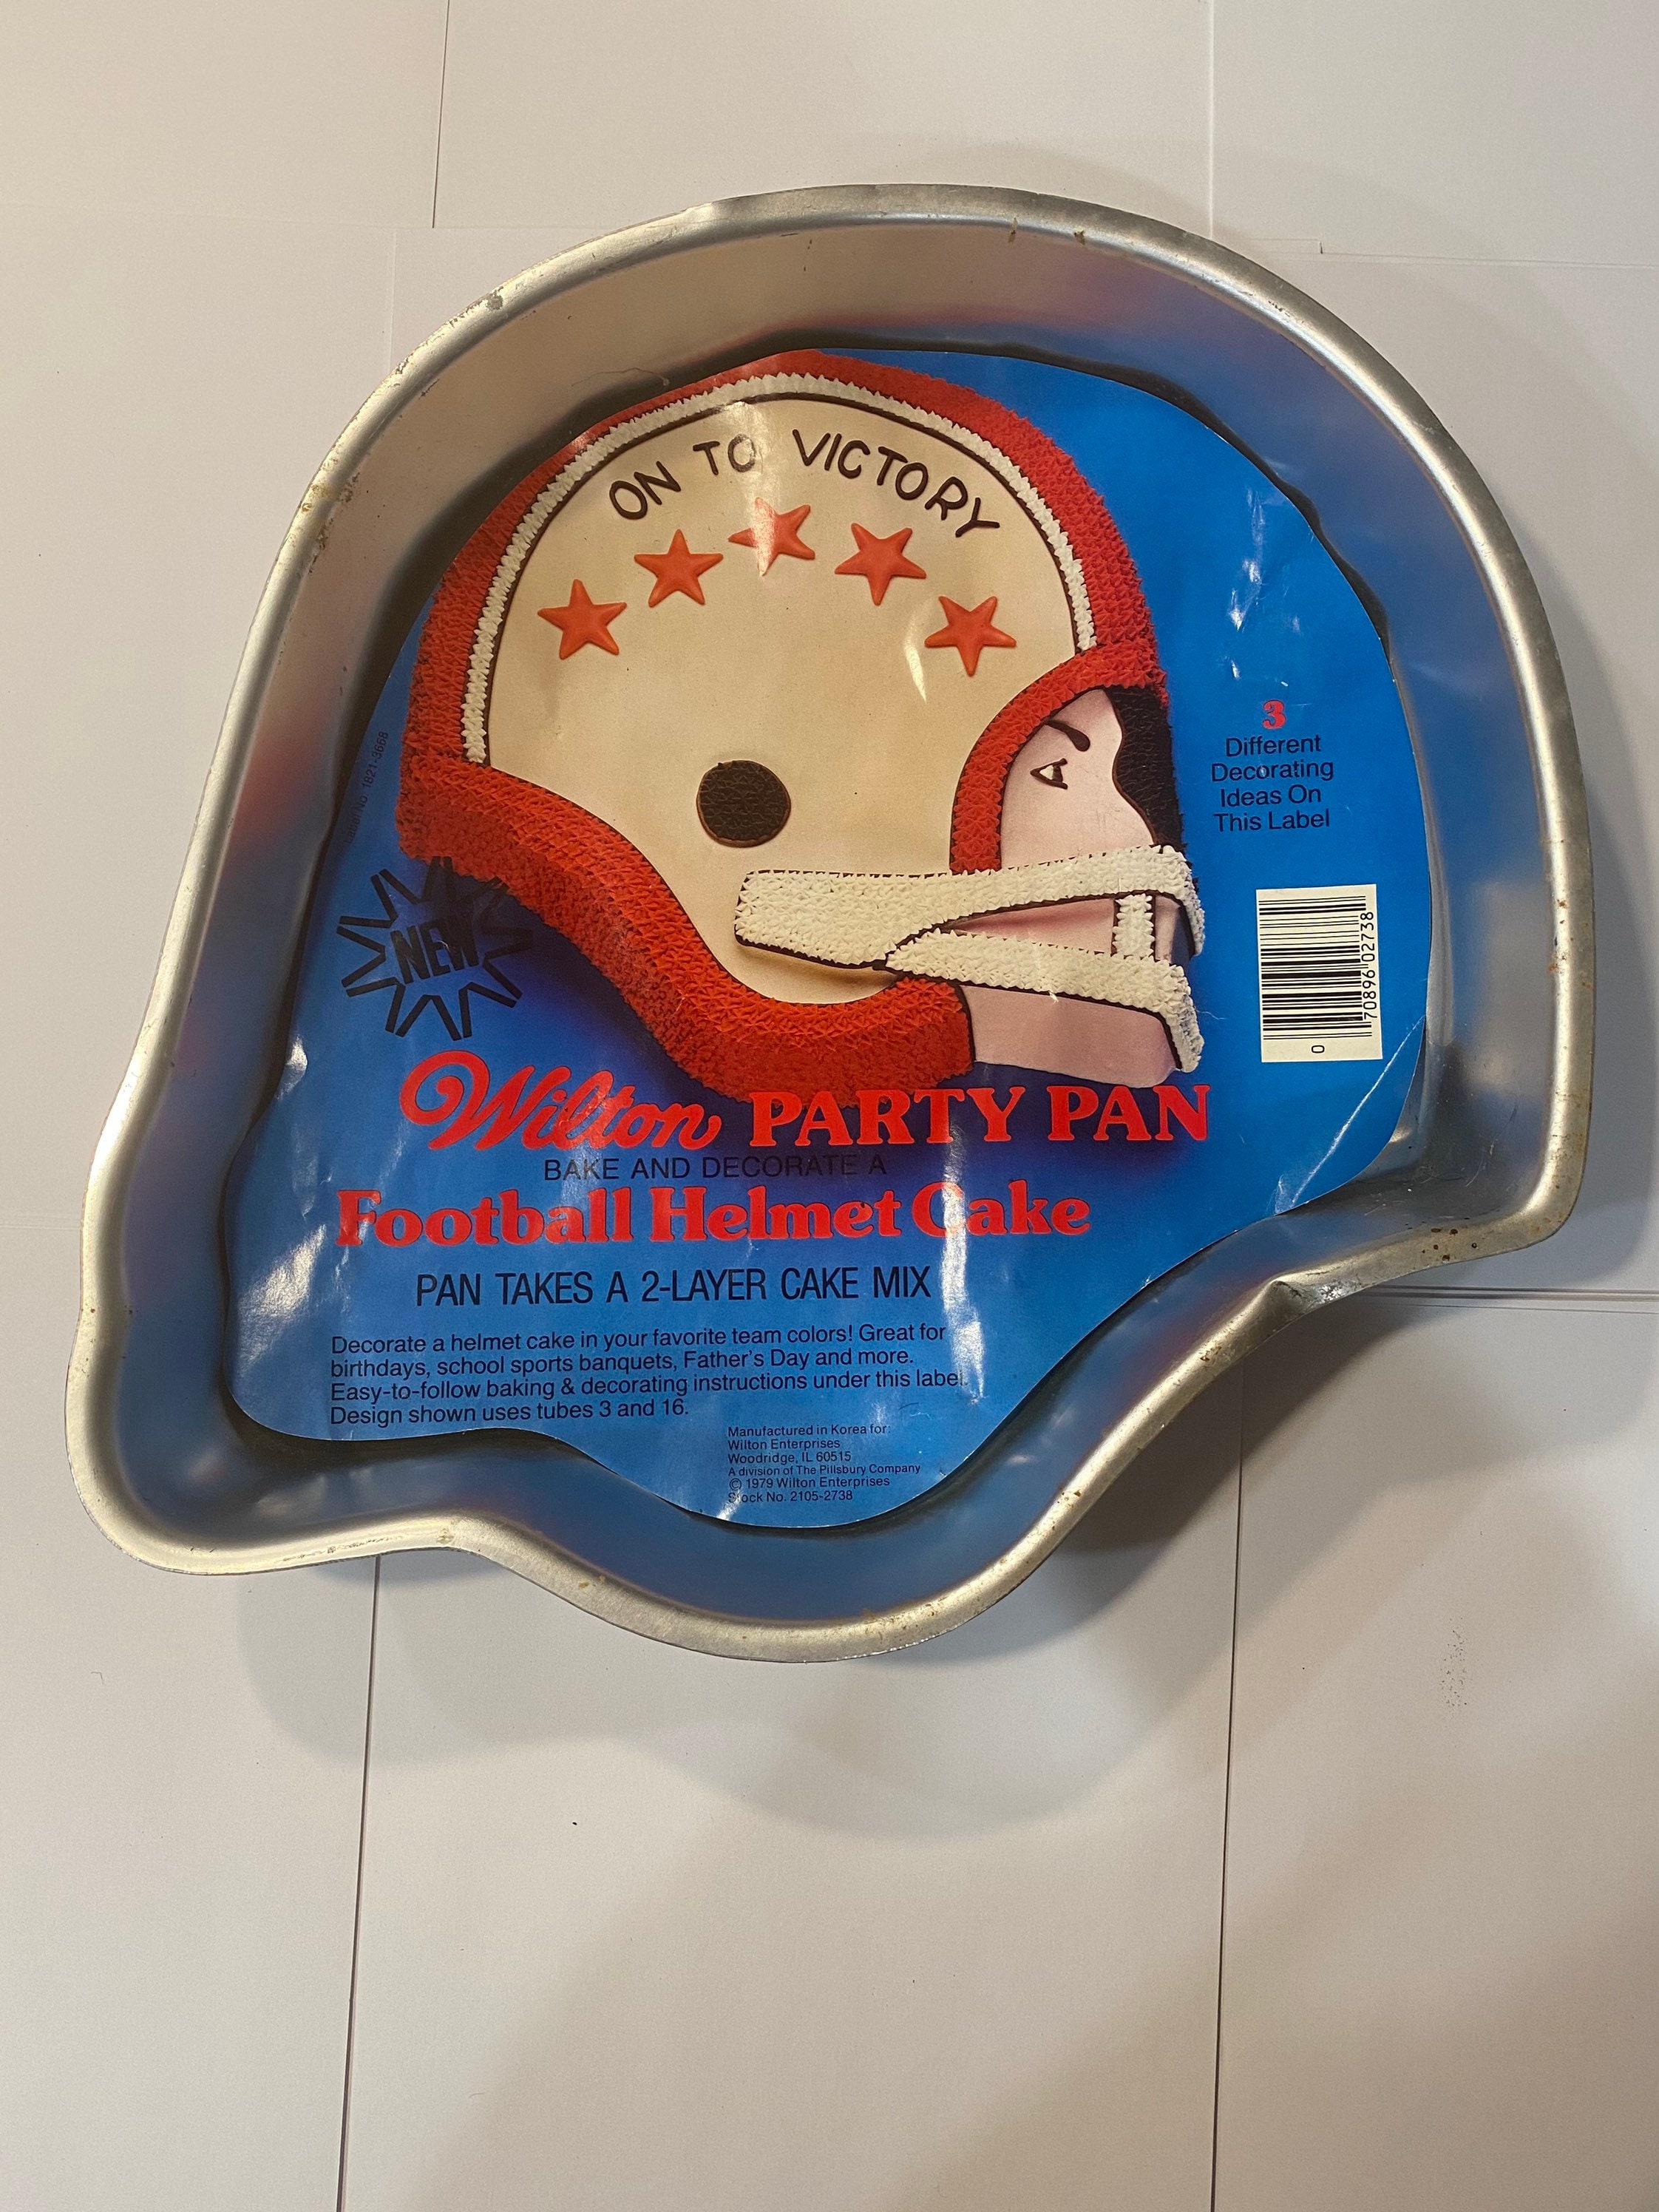 ON TO VICTORY
3
Different
Decorating
Ideas On
This Label
Label No. 1821-3668
NEW
0 70896 02738
Wilton PARTY PAN
BAKE AND DECORATE A
Football Helmet Cake
PAN TAKES A 2-LAYER CAKE MIX
Decorate a helmet cake in your favorite team colors! Great for
birthdays, school sports banquets, Father's Day and more.
Easy-to-follow baking & decorating instructions under this label.
Design shown uses tubes 3 and 16.
Manufactured in Korea for:
Wilton Enterprises
Woodridge, IL 60515
A division of The Pillsbury Company
© 1979 Wilton Enterprises
Stock No. 2105-2738